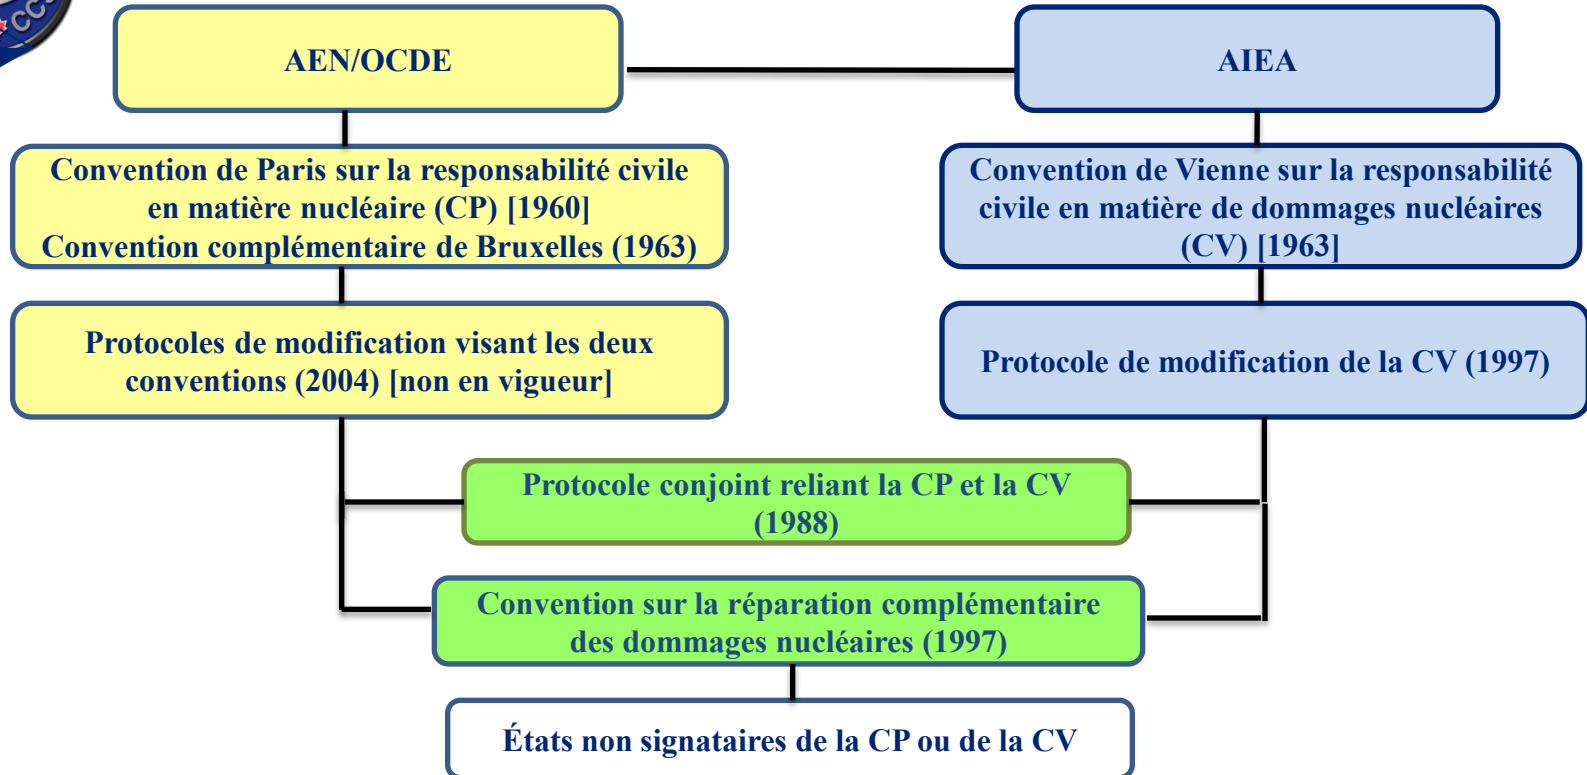 CCS
AEN/OCDE
AIEA
Convention de Paris sur la responsabilité civile
en matière nucléaire (CP) [1960]
Convention complémentaire de Bruxelles (1963)
Convention de Vienne sur la responsabilité
civile en matière de dommages nucléaires
(CV) [1963]
Protocoles de modification visant les deux
conventions (2004) [non en vigueur]
Protocole de modification de la CV (1997)
Protocole conjoint reliant la CP et la CV
(1988)
Convention sur la réparation complémentaire
des dommages nucléaires (1997)
États non signataires de la CP ou de la CV